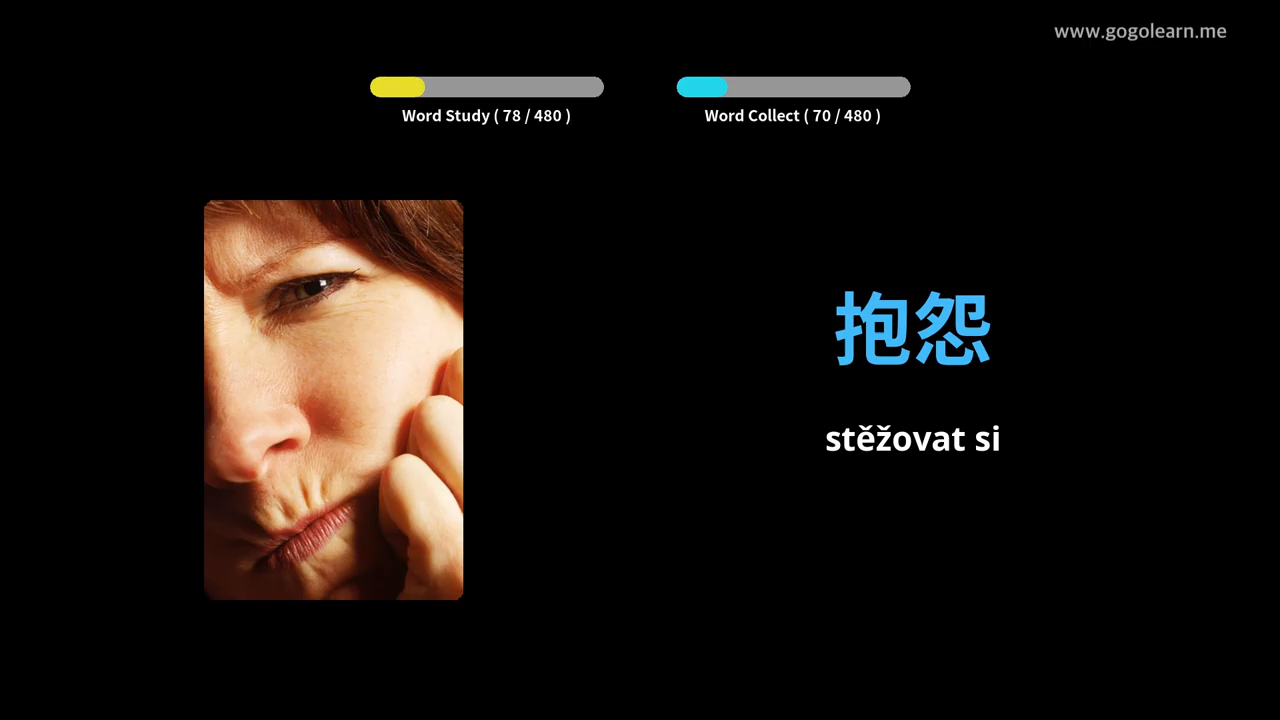 www.gogolearn.me
Word Study ( 78 / 480 )
Word Collect ( 70 / 480 )
抱怨
stěžovat si